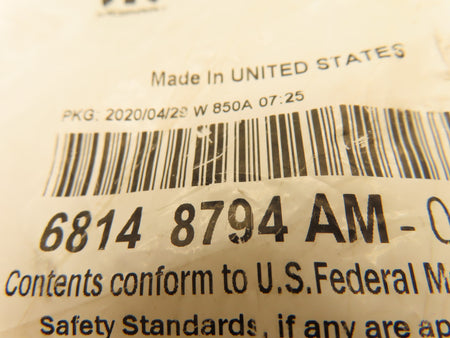 Made In UNITED STATES
PKG: 2020/04/29 W 850A 07:25
6814 8794 AM-
Contents conform to U.S. Federal
Safety Standards, if any are